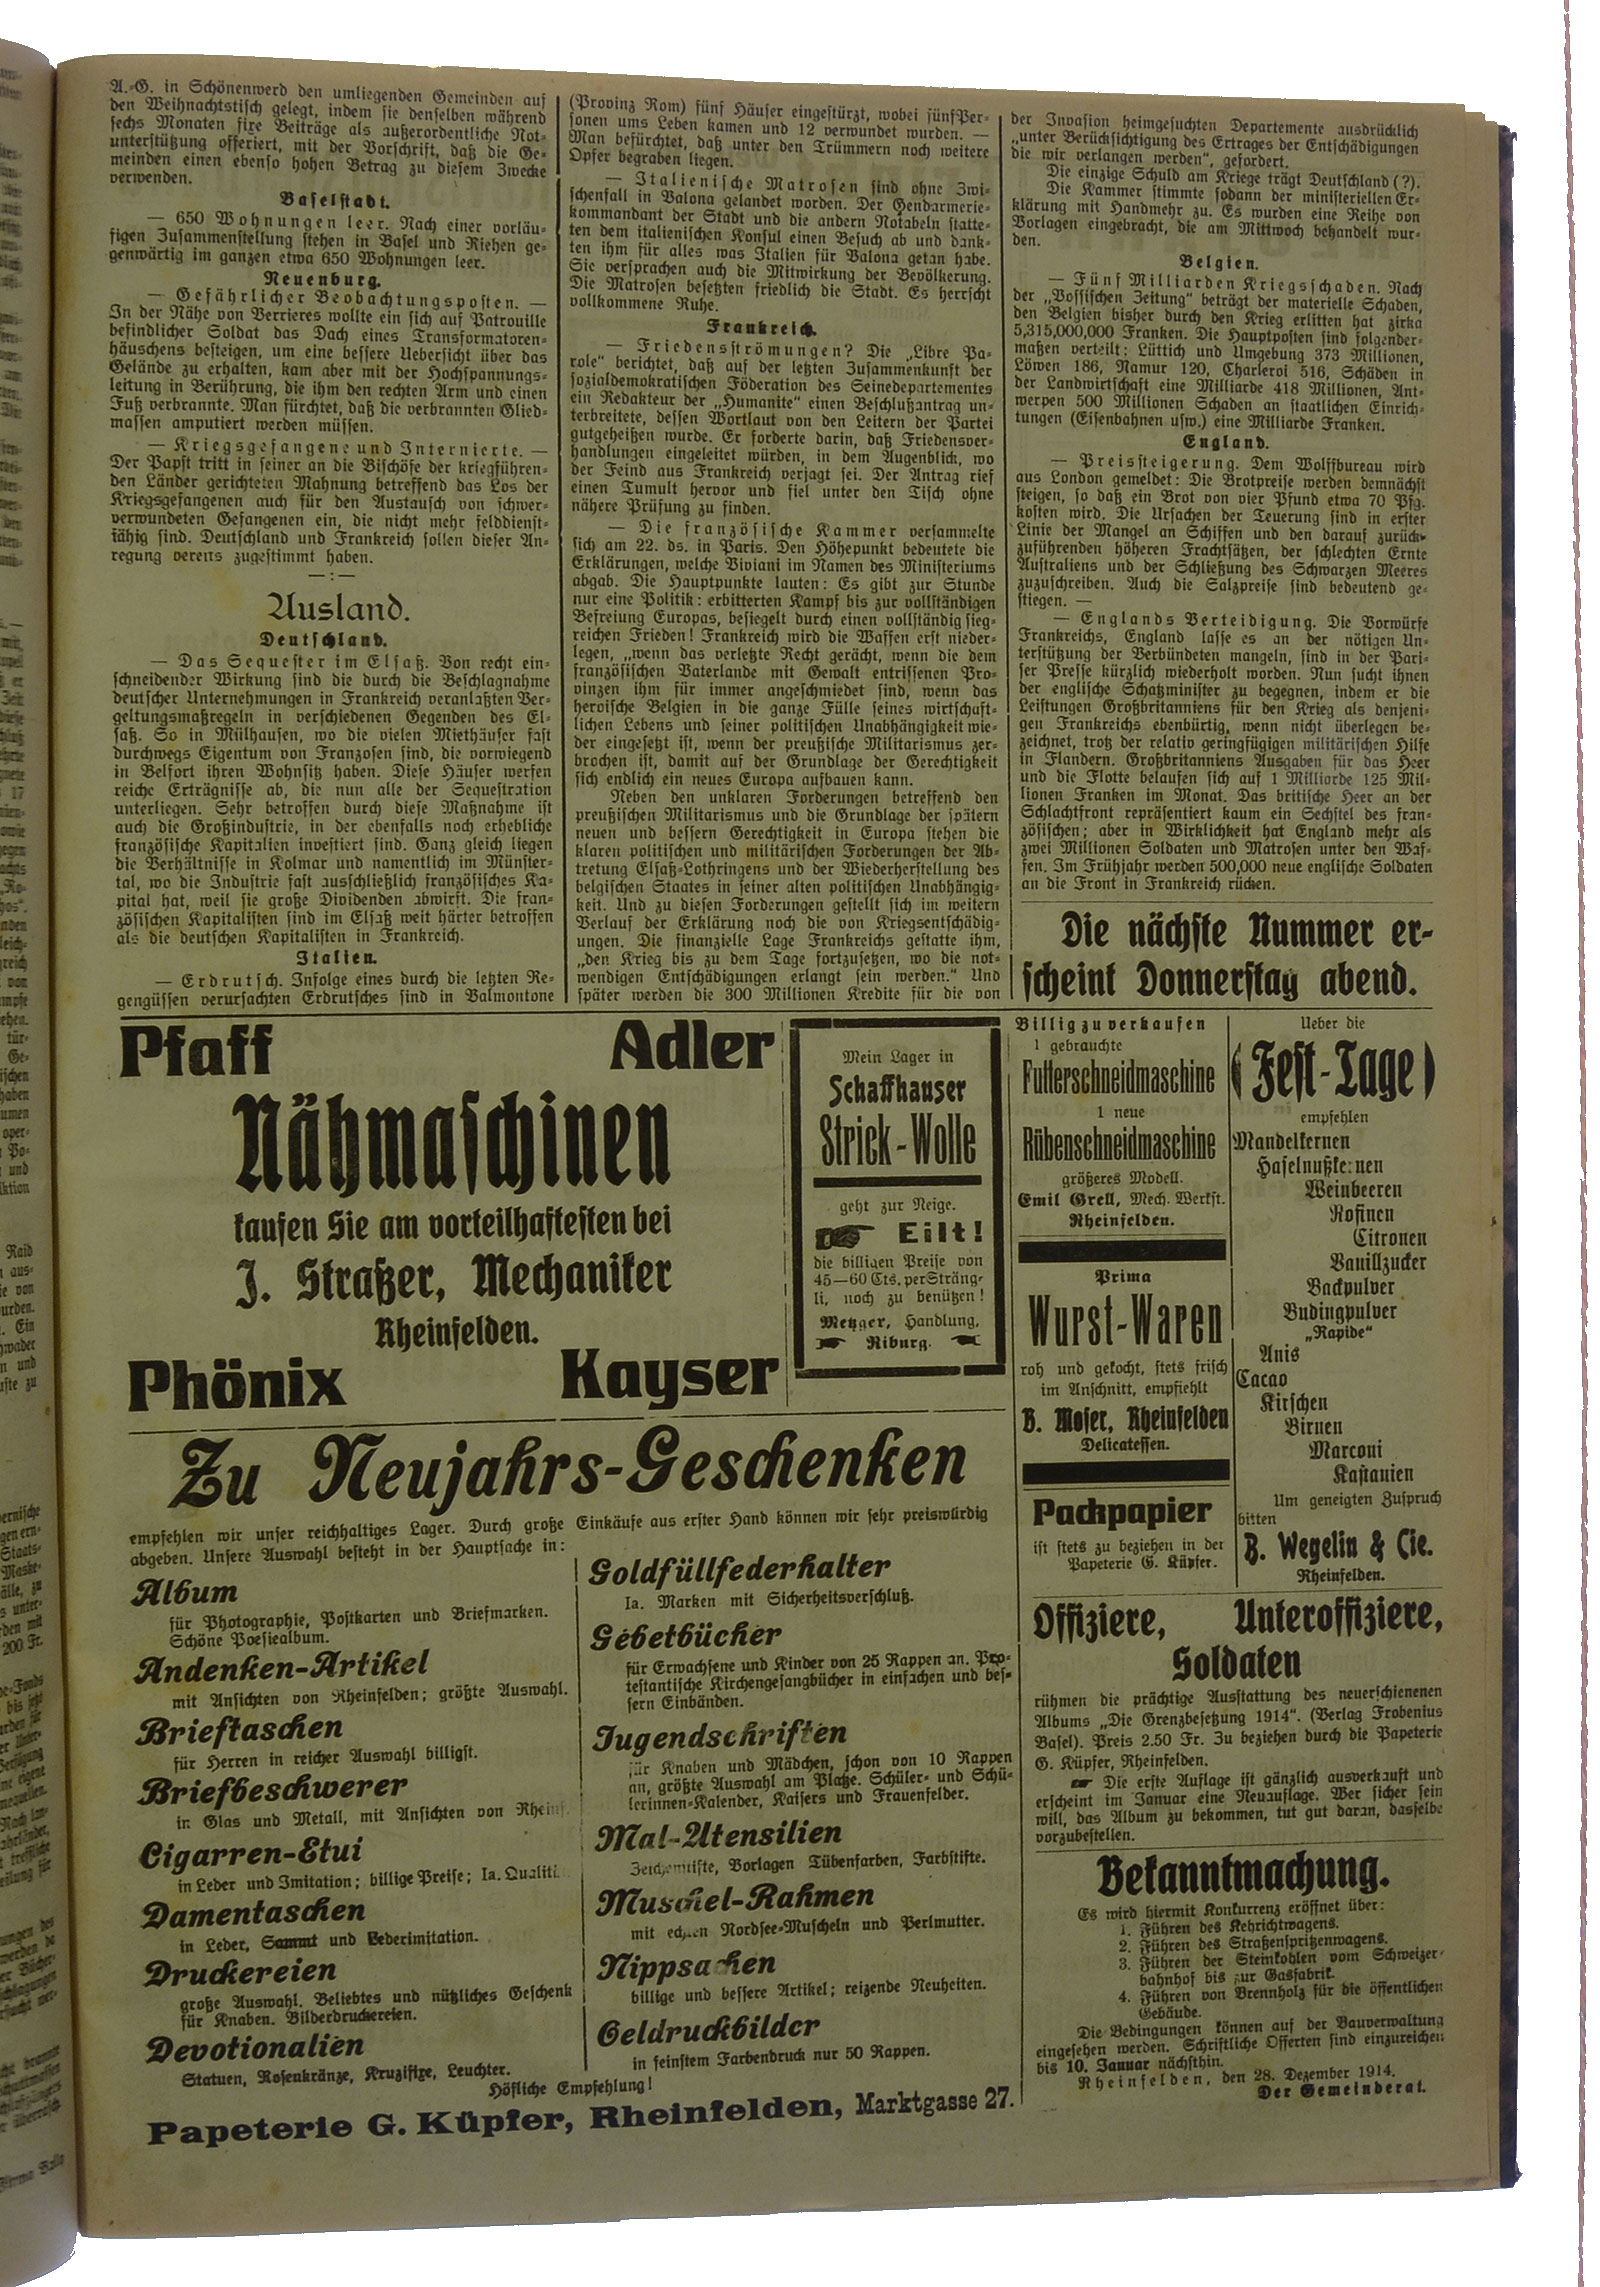 A.-G. in Schönenwerd den umliegenden Gemeinden auf
den Weihnachtstisch gelegt, indem sie denselben während
sechs Monaten fixe Beiträge als außerordentliche Not-
unterstützung offeriert, mit der Vorschrift, daß die Ge-
meinden einen ebenso hohen Betrag zu diesem Zwecke
verwenden.
Baselstadt.
— 650 Wohnungen leer. Nach einer vorläu-
figen Zusammenstellung stehen in Basel und Riehen ge-
genwärtig im ganzen etwa 650 Wohnungen leer.
Neuenburg.
— Gefährlicher Beobachtungsposten. —
In der Nähe von Verrieres wollte ein sich auf Patrouille
befindlicher Soldat das Dach eines Transformatoren-
häuschens besteigen, um eine bessere Uebersicht über das
Gelände zu erhalten, kam aber mit der Hochspannungs-
leitung in Berührung, die ihm den rechten Arm und einen
Fuß verbrannte. Man fürchtet, daß die verbrannten Glied-
massen amputiert werden müssen.
— Kriegsgefangene und Internierte. —
Der Papst tritt in seiner an die Bischöfe der kriegführen-
den Länder gerichteten Mahnung betreffend das Los der
Kriegsgefangenen auch für den Austausch von schwer-
verwundeten Gefangenen ein, die nicht mehr felddienst-
fähig sind. Deutschland und Frankreich sollen dieser An-
regung bereits zugestimmt haben.
—:—
Ausland.
Deutschland.
— Das Sequester im Elsaß. Von recht ein-
schneidender Wirkung sind die durch die Beschlagnahme
deutscher Unternehmungen in Frankreich veranlaßten Ver-
geltungsmaßregeln in verschiedenen Gegenden des El-
saß. So in Mülhausen, wo die vielen Miethäuser fast
durchwegs Eigentum von Franzosen sind, die vorwiegend
in Belfort ihren Wohnsitz haben. Diese Häuser werfen
reiche Erträgnisse ab, die nun alle der Sequestration
unterliegen. Sehr betroffen durch diese Maßnahme ist
auch die Großindustrie, in der ebenfalls noch erhebliche
französische Kapitalien investiert sind. Ganz gleich liegen
die Verhältnisse in Kolmar und namentlich im Münster-
tal, wo die Industrie fast ausschließlich französisches Ka-
pital hat, weil sie große Dividenden abwirft. Die fran-
zösischen Kapitalisten sind im Elsaß weit härter betroffen
als die deutschen Kapitalisten in Frankreich.
Italien.
— Erdrutsch. Infolge eines durch die letzten Re-
gengüssen verursachten Erdrutsches sind in Valmontone
(Provinz Rom) fünf Häuser eingestürzt, wobei fünf Per-
sonen ums Leben kamen und 12 verwundet wurden. —
Man befürchtet, daß unter den Trümmern noch weitere
Opfer begraben liegen.
— Italienische Matrosen sind ohne Zwi-
schenfall in Valona gelandet worden. Der Gendarmerie-
kommandant der Stadt und die andern Notabeln statte-
ten dem italienischen Konsul einen Besuch ab und dank-
ten ihm für alles was Italien für Valona getan habe.
Sie versprachen auch die Mitwirkung der Bevölkerung.
Die Matrosen besetzten friedlich die Stadt. Es herrscht
vollkommene Ruhe.
Frankreich.
— Friedensströmungen? Die „Libre Pa-
role“ berichtet, daß auf der letzten Zusammenkunft der
sozialdemokratischen Föderation des Seinedepartementes
ein Redakteur der „Humanite“ einen Beschlußantrag un-
terbreitete, dessen Wortlaut von den Leitern der Partei
gutgeheißen wurde. Er forderte darin, daß Friedensver-
handlungen eingeleitet würden, in dem Augenblick, wo
der Feind aus Frankreich verjagt sei. Der Antrag rief
einen Tumult hervor und fiel unter den Tisch ohne
nähere Prüfung zu finden.
— Die französische Kammer versammelte
sich am 22. ds. in Paris. Den Höhepunkt bedeutete die
Erklärungen, welche Viviani im Namen des Ministeriums
abgab. Die Hauptpunkte lauten: Es gibt zur Stunde
nur eine Politik: erbitterten Kampf bis zur vollständigen
Befreiung Europas, besiegelt durch einen vollständig sieg-
reichen Frieden! Frankreich wird die Waffen erst nieder-
legen, „wenn das verletzte Recht gerächt, wenn die dem
französischen Vaterlande mit Gewalt entrissenen Pro-
vinzen ihm für immer angeschmiedet sind, wenn das
heroische Belgien in die ganze Fülle seines wirtschaft-
lichen Lebens und seiner politischen Unabhängigkeit wie-
der eingesetzt ist, wenn der preußische Militarismus zer-
brochen ist, damit auf der Grundlage der Gerechtigkeit
sich endlich ein neues Europa aufbauen kann.
Neben den unklaren Forderungen betreffend den
preußischen Militarismus und die Grundlage der spätern
neuen und bessern Gerechtigkeit in Europa stehen die
klaren politischen und militärischen Forderungen der Ab-
tretung Elsaß-Lothringens und der Wiederherstellung des
belgischen Staates in seiner alten politischen Unabhängig-
keit. Und zu diesen Forderungen gesellt sich im weitern
Verlauf der Erklärung noch die von Kriegsentschädig-
ungen. Die finanzielle Lage Frankreichs gestatte ihm,
„den Krieg bis zu dem Tage fortzusetzen, wo die not-
wendigen Entschädigungen erlangt sein werden.“ Und
später werden die 300 Millionen Kredite für die von
der Invasion heimgesuchten Departemente ausdrücklich
„unter Berücksichtigung des Ertrages der Entschädigungen
die wir verlangen werden“, gefordert.
Die einzige Schuld am Kriege trägt Deutschland (?).
Die Kammer stimmte sodann der ministeriellen Er-
klärung mit Handmehr zu. Es wurden eine Reihe von
Vorlagen eingebracht, die am Mittwoch behandelt wur-
den.
Belgien.
— Fünf Milliarden Kriegsschaden. Nach
der „Vossischen Zeitung“ beträgt der materielle Schaden,
den Belgien bisher durch den Krieg erlitten hat zirka
5,315,000,000 Franken. Die Hauptposten sind folgender-
maßen verteilt: Lüttich und Umgebung 373 Millionen,
Löwen 186, Namur 120, Charleroi 516, Schäden in
der Landwirtschaft eine Milliarde 418 Millionen, Ant-
werpen 500 Millionen Schaden an staatlichen Einrich-
tungen (Eisenbahnen usw.) eine Milliarde Franken.
England.
— Preissteigerung. Dem Wolffbureau wird
aus London gemeldet: Die Brotpreise werden demnächst
steigen, so daß ein Brot von vier Pfund etwa 70 Pfg.
kosten wird. Die Ursachen der Teuerung sind in erster
Linie der Mangel an Schiffen und den darauf zurück-
zuführenden höheren Frachtsätzen, der schlechten Ernte
Australiens und der Schließung des Schwarzen Meeres
zuzuschreiben. Auch die Salzpreise sind bedeutend ge-
stiegen. —
— Englands Verteidigung. Die Vorwürfe
Frankreichs, England lasse es an der nötigen Un-
terstützung der Verbündeten mangeln, sind in der Pari-
ser Presse kürzlich wiederholt worden. Nun sucht ihnen
der englische Schatzminister zu begegnen, indem er die
Leistungen Großbritanniens für den Krieg als denjeni-
gen Frankreichs ebenbürtig, wenn nicht überlegen be-
zeichnet, trotz der relativ geringfügigen militärischen Hilfe
in Flandern. Großbritanniens Ausgaben für das Heer
und die Flotte belaufen sich auf 1 Milliarde 125 Mil-
lionen Franken im Monat. Das britische Heer an der
Schlachtfront repräsentiert kaum ein Sechstel des fran-
zösischen; aber in Wirklichkeit hat England mehr als
zwei Millionen Soldaten und Matrosen unter den Waf-
fen. Im Frühjahr werden 500,000 neue englische Soldaten
an die Front in Frankreich rücken.
Die nächste Nummer er-
scheint Donnerstag abend.
Pfaff Adler
Nähmaschinen
kaufen Sie am vorteilhaftesten bei
J. Straßer, Mechaniker
Rheinfelden.
Phönix Kayser
Mein Lager in
Schaffhauser
Strick-Wolle
geht zur Neige.
Eilt!
die billigen Preise von
45—60 Cts. per Sträng-
li, noch zu benützen!
Metzger, Handlung,
Riburg.
Billig zu verkaufen
1 gebrauchte
Futterschneidmaschine
1 neue
Rübenschneidmaschine
größeres Modell.
Emil Grell, Mech. Werkst.
Rheinfelden.
Prima
Wurst-Waren
roh und gekocht, stets frisch
im Anschnitt, empfiehlt
B. Moser, Rheinfelden
Delicatessen.
Packpapier
ist stets zu beziehen in der
Papeterie G. Küpfer.
Ueber die
Fest-Tage
empfehlen
Mandelkernen
Haselnußkernen
Weinbeeren
Rosinen
Citronen
Vanillzucker
Backpulver
Budingpulver
„Rapide“
Anis
Cacao
Kirschen
Birnen
Marconi
Kastanien
Um geneigten Zuspruch
bitten
B. Wegelin & Cie.
Rheinfelden.
Zu Neujahrs-Geschenken
empfehlen wir unser reichhaltiges Lager. Durch große Einkäufe aus erster Hand können wir sehr preiswürdig
abgeben. Unsere Auswahl besteht in der Hauptsache in:
Album
für Photographie, Postkarten und Briefmarken.
Schöne Poesiealbum.
Andenken-Artikel
mit Ansichten von Rheinfelden; größte Auswahl.
Brieftaschen
für Herren in reicher Auswahl billigst.
Briefbeschwerer
in Glas und Metall, mit Ansichten von Rheinf
Cigarren-Etui
in Leder und Imitation; billige Preise; Ia. Qualit
Damentaschen
in Leder, Sammt und Lederimitation.
Druckereien
große Auswahl. Beliebtes und nützliches Geschenk
für Knaben. Bilderdruckereien.
Devotionalien
Statuen, Rosenkränze, Kruzifixe, Leuchter.
Goldfüllfederhalter
Ia. Marken mit Sicherheitsverschluß.
Gebetbücher
für Erwachsene und Kinder von 25 Rappen an. Pro-
testantische Kirchengesangbücher in einfachen und bes-
sern Einbänden.
Jugendschriften
für Knaben und Mädchen, schon von 10 Rappen
an, größte Auswahl am Platze. Schüler- und Schü-
lerinnen-Kalender, Kaisers und Frauenfelder.
Mal-Utensilien
Zeichenstifte, Vorlagen Tubenfarben, Farbstifte.
Muschel-Rahmen
mit echten Nordsee-Muscheln und Perlmutter.
Nippsachen
billige und bessere Artikel; reizende Neuheiten.
Oeldruckbilder
in feinstem Farbendruck nur 50 Rappen.
Höfliche Empfehlung!
Papeterie G. Küpfer, Rheinfelden, Marktgasse 27.
Offiziere, Unteroffiziere,
Soldaten
rühmen die prächtige Ausstattung des neuerschienenen
Albums „Die Grenzbesetzung 1914“. (Verlag Frobenius
Basel). Preis 2.50 Fr. Zu beziehen durch die Papeterie
G. Küpfer, Rheinfelden.
Die erste Auflage ist gänzlich ausverkauft und
erscheint im Januar eine Neuauflage. Wer sicher sein
will, das Album zu bekommen, tut gut daran, dasselbe
vorzubestellen.
Bekanntmachung.
Es wird hiermit Konkurrenz eröffnet über:
1. Führen des Kehrichtwagens.
2. Führen des Straßenspritzenwagens.
3. Führen der Steinkohlen vom Schweizer-
bahnhof bis zur Gasfabrik.
4. Führen von Brennholz für die öffentlichen
Gebäude.
Die Bedingungen können auf der Bauverwaltung
eingesehen werden. Schriftliche Offerten sind einzureichen
bis 10. Januar nächsthin.
Rheinfelden, den 28. Dezember 1914.
Der Gemeinderat.